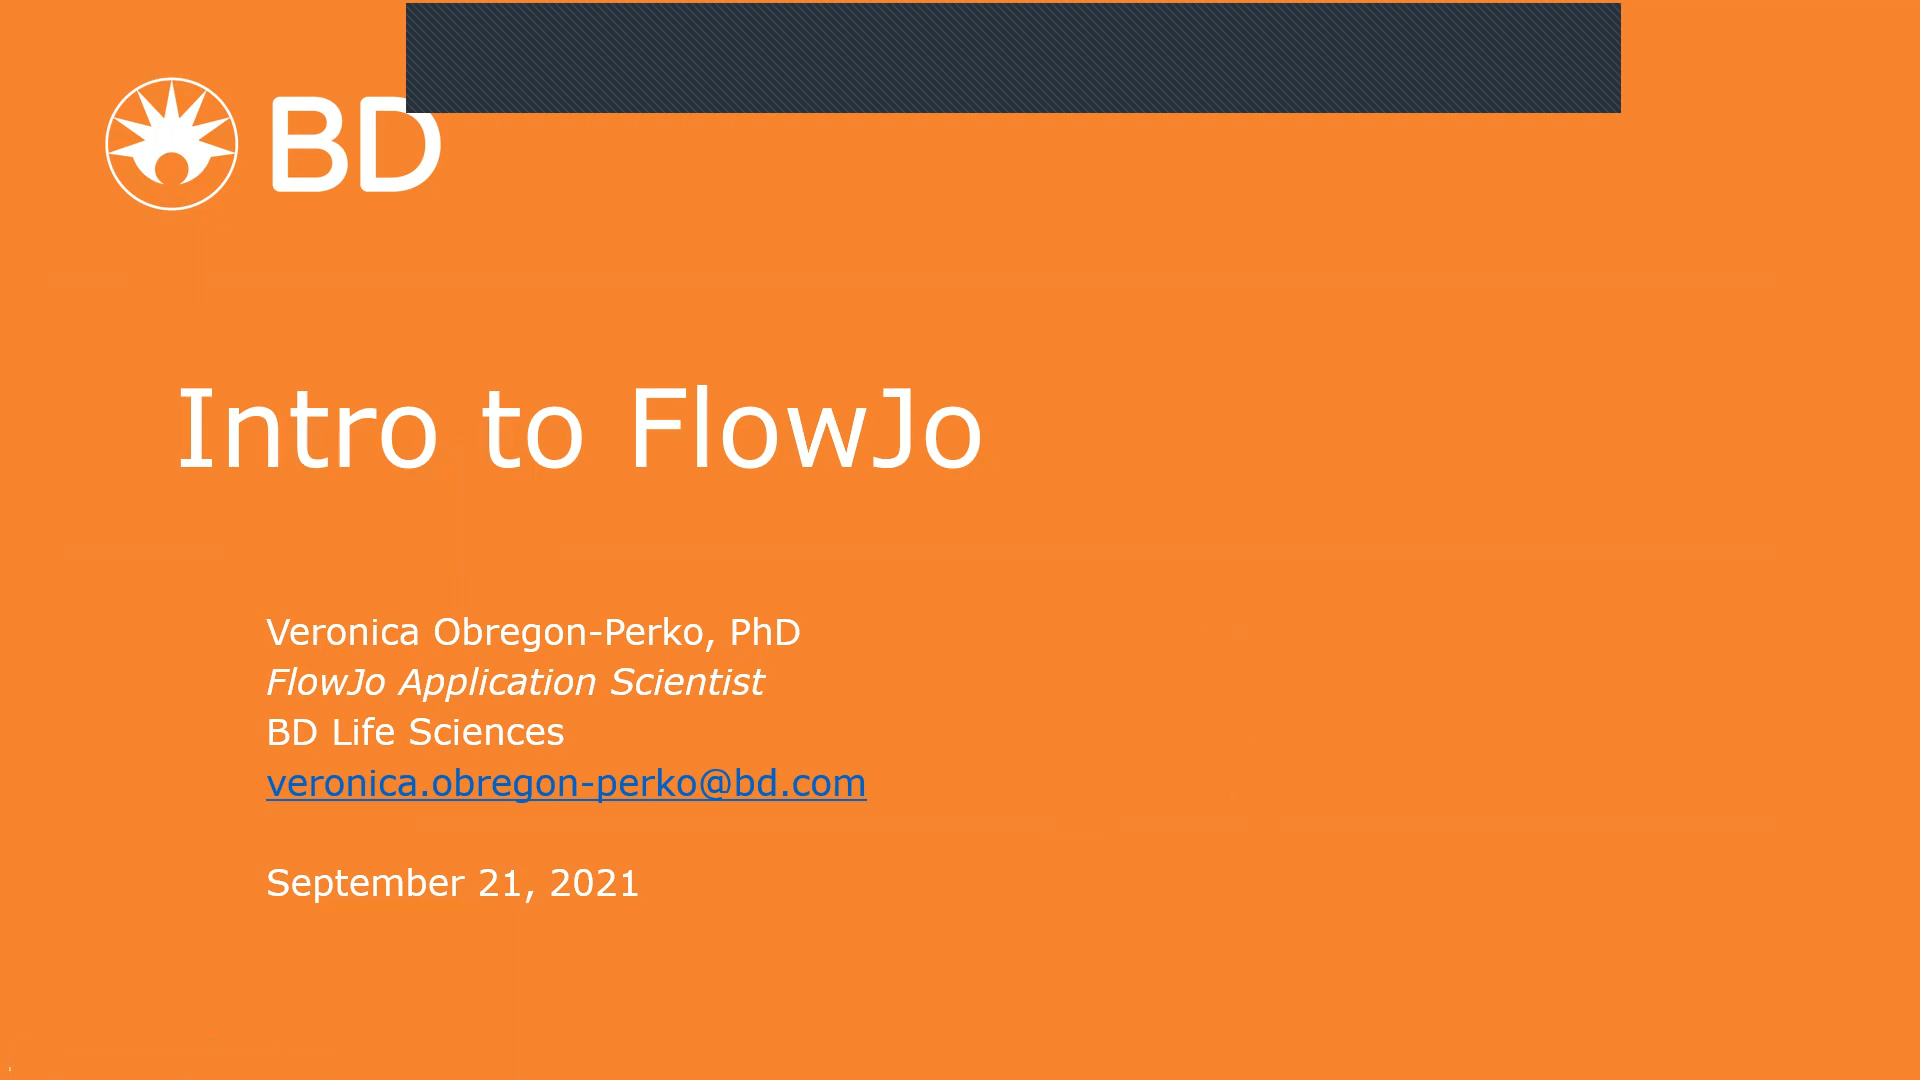 BD
Intro to FlowJo
Veronica Obregon-Perko, PhD
FlowJo Application Scientist
BD Life Sciences
veronica.obregon-perko@bd.com
September 21, 2021